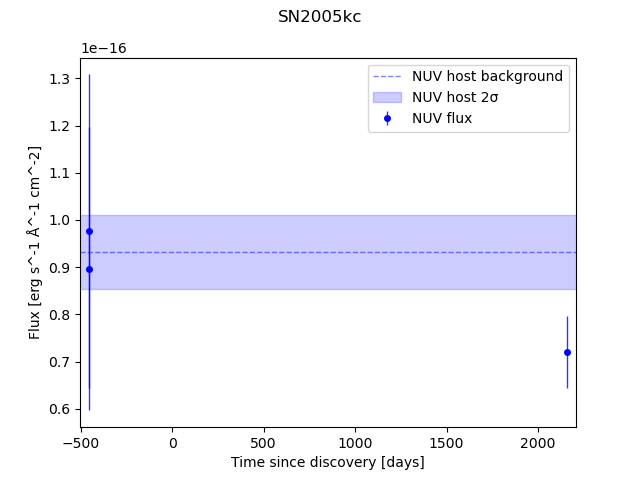 SN2005kc
1e−16
NUV host background
NUV host 2σ
NUV flux
Flux [erg s^-1 Å^-1 cm^-2]
1.3
1.2
1.1
1.0
0.9
0.8
0.7
0.6
−500
0
500
1000
1500
2000
Time since discovery [days]